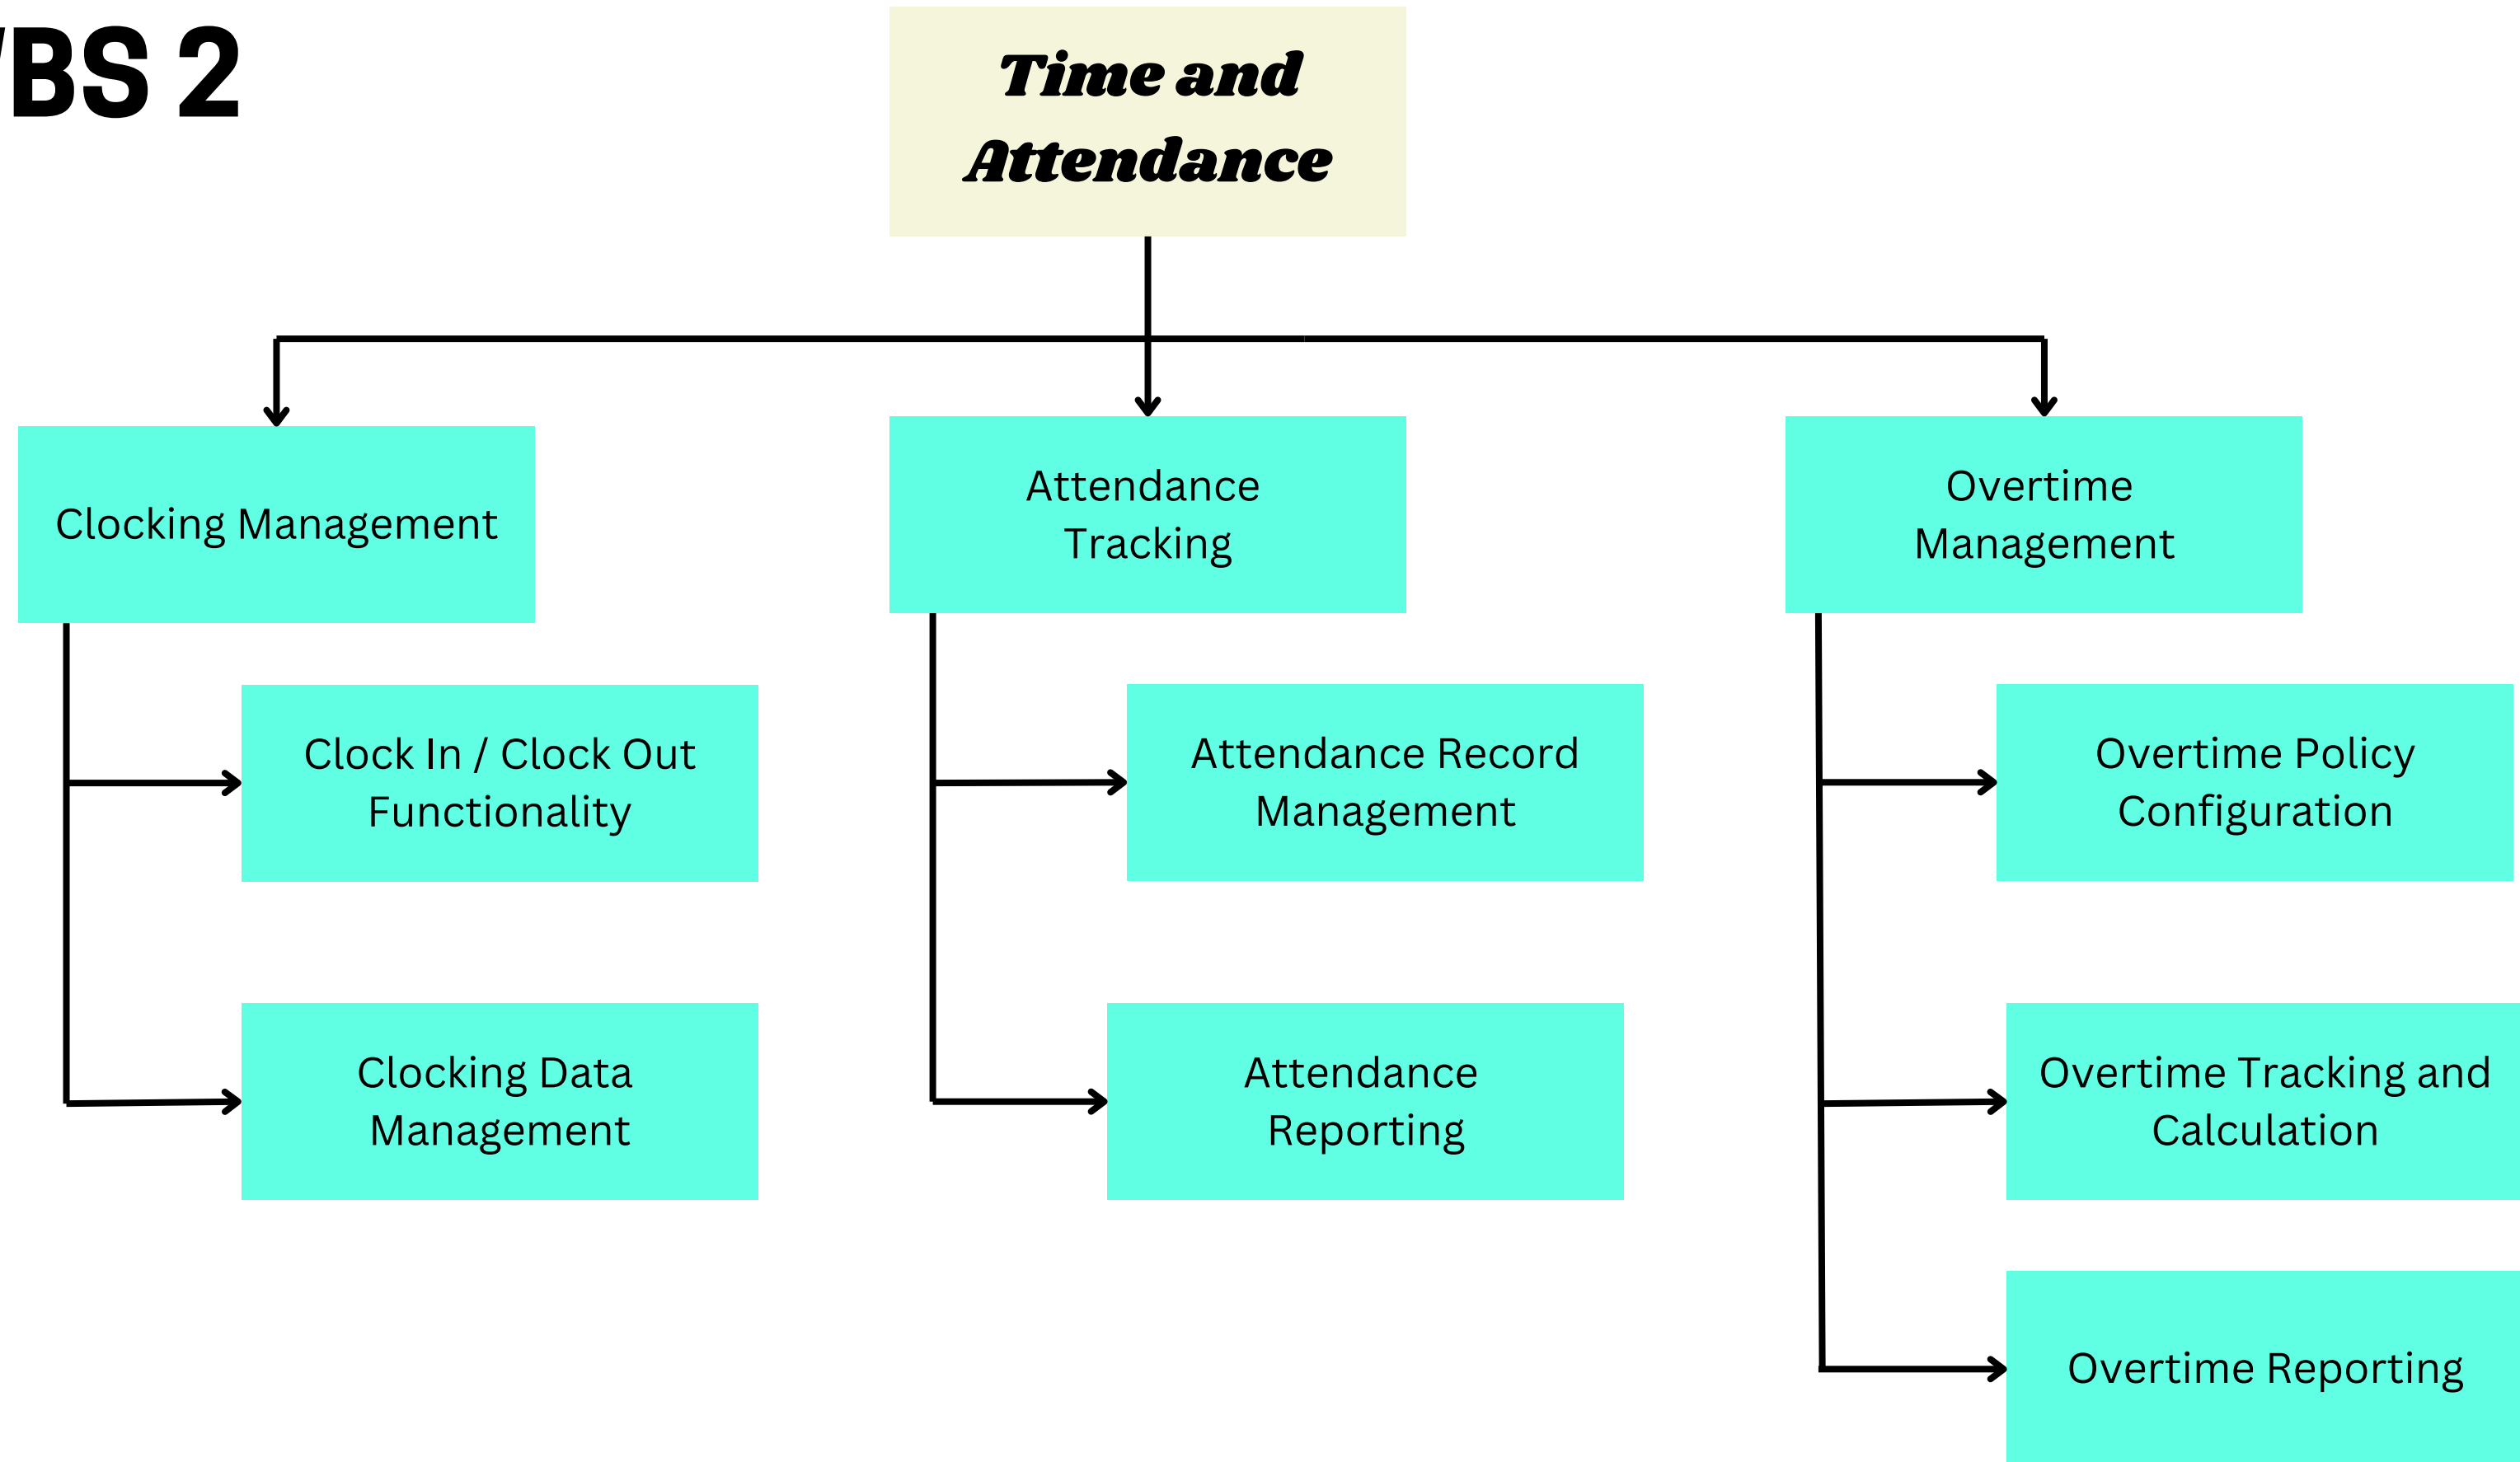 WBS 2
Time and
Attendance
Clocking Management
Attendance
Tracking
Overtime
Management
Clock In / Clock Out
Functionality
Attendance Record
Management
Overtime Policy
Configuration
Clocking Data
Management
Attendance
Reporting
Overtime Tracking and
Calculation
Overtime Reporting